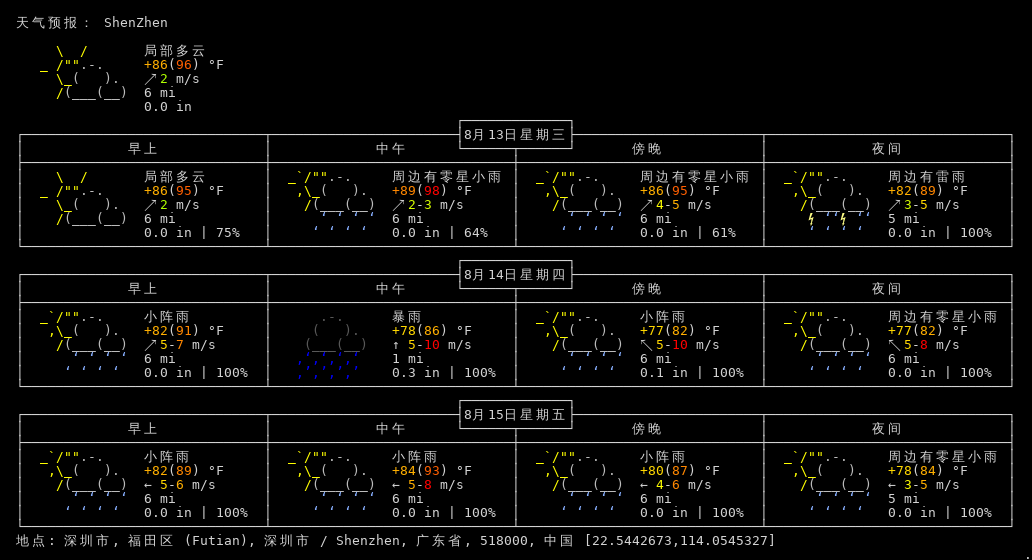 天气预报： ShenZhen
局部多云
+86(96) °F
↗2 m/s
6 mi
0.0 in
8月13日星期三
早上 中午 傍晚 夜间
局部多云 周边有零星小雨 周边有零星小雨 周边有雷雨
+86(95) °F +89(98) °F +86(95) °F +82(89) °F
↗2 m/s ↗2-3 m/s ↗4-5 m/s ↗3-5 m/s
6 mi 6 mi 6 mi 5 mi
0.0 in | 75% 0.0 in | 64% 0.0 in | 61% 0.0 in | 100%
8月14日星期四
早上 中午 傍晚 夜间
小阵雨 暴雨 小阵雨 周边有零星小雨
+82(91) °F +78(86) °F +77(82) °F +77(82) °F
↗5-7 m/s ↑ 5-10 m/s ↖5-10 m/s ↖5-8 m/s
6 mi 1 mi 6 mi 6 mi
0.0 in | 100% 0.3 in | 100% 0.1 in | 100% 0.0 in | 100%
8月15日星期五
早上 中午 傍晚 夜间
小阵雨 小阵雨 小阵雨 周边有零星小雨
+82(89) °F +84(93) °F +80(87) °F +78(84) °F
← 5-6 m/s ← 5-8 m/s ← 4-6 m/s ← 3-5 m/s
6 mi 6 mi 6 mi 5 mi
0.0 in | 100% 0.0 in | 100% 0.0 in | 100% 0.0 in | 100%
地点: 深圳市, 福田区 (Futian), 深圳市 / Shenzhen, 广东省, 518000, 中国 [22.5442673,114.0545327]